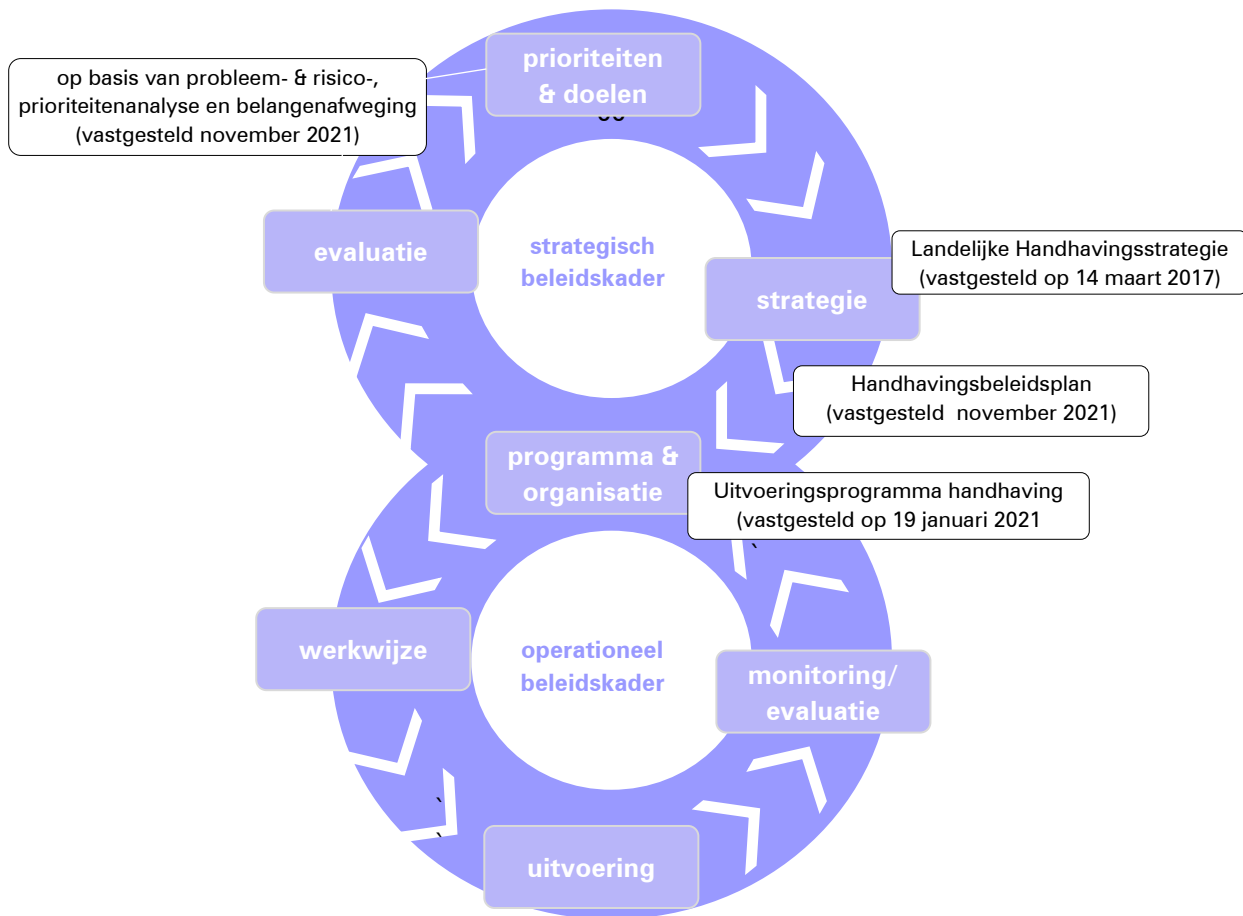 prioriteiten
& doelen
op basis van probleem- & risico-,
prioriteitenanalyse en belangenafweging
(vastgesteld november 2021)
evaluatie
strategisch
beleidskader
Landelijke Handhavingsstrategie
(vastgesteld op 14 maart 2017)
strategie
Handhavingsbeleidsplan
(vastgesteld november 2021)
programma &
organisatie
Uitvoeringsprogramma handhaving
(vastgesteld op 19 januari 2021
werkwijze
operationeel
beleidskader
monitoring/
evaluatie
uitvoering